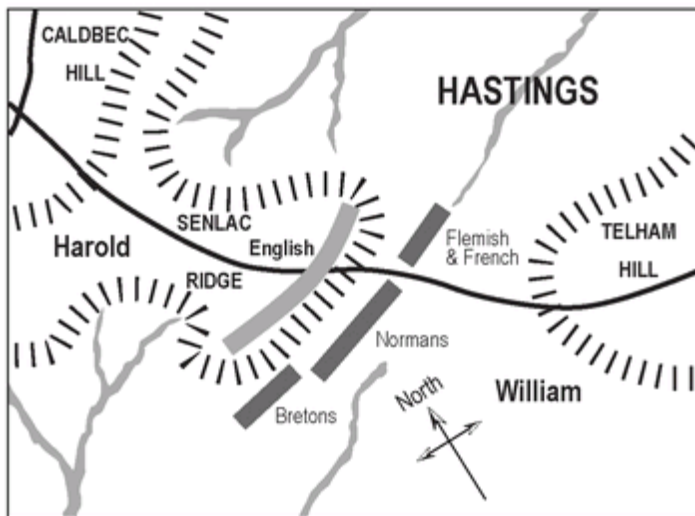 CALDBEC
HILL
HASTINGS
SENLAC
English
Harold
RIDGE
Flemish
& French
TELHAM
HILL
Normans
William
North
Bretons